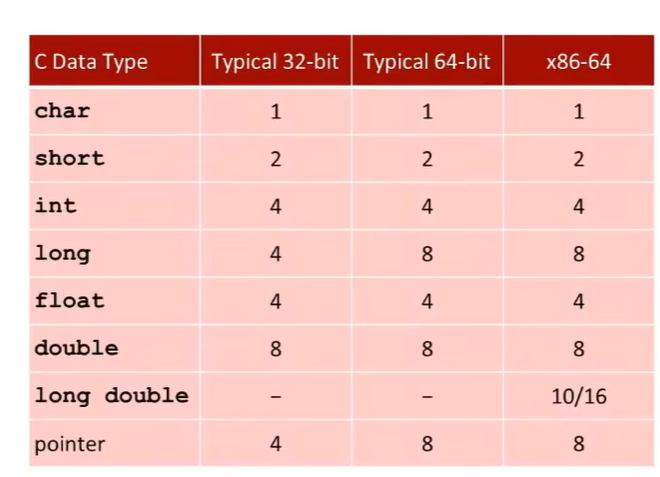 C Data Type Typical 32-bit Typical 64-bit x86-64
char 1 1 1
short 2 2 2
int 4 4 4
long 4 8 8
float 4 4 4
double 8 8 8
long double – – 10/16
pointer 4 8 8